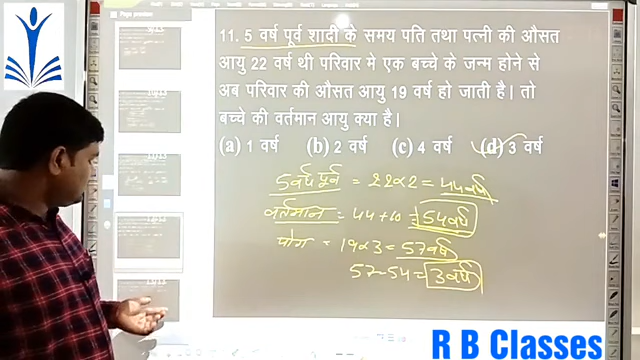 11. 5 वर्ष पूर्व शादी के समय पति तथा पत्नी की औसत
आयु 22 वर्ष थी परिवार मे एक बच्चे के जन्म होने से
अब परिवार की औसत आयु 19 वर्ष हो जाती है। तो
बच्चे की वर्तमान आयु क्या है।
(a) 1 वर्ष (b) 2 वर्ष (c) 4 वर्ष (d) 3 वर्ष
5 वर्ष पूर्व = 22×2 = 44 वर्ष
वर्तमान = 44+10 = 54 वर्ष
योग = 19×3 = 57 वर्ष
57-54 = 3 वर्ष
R B Classes